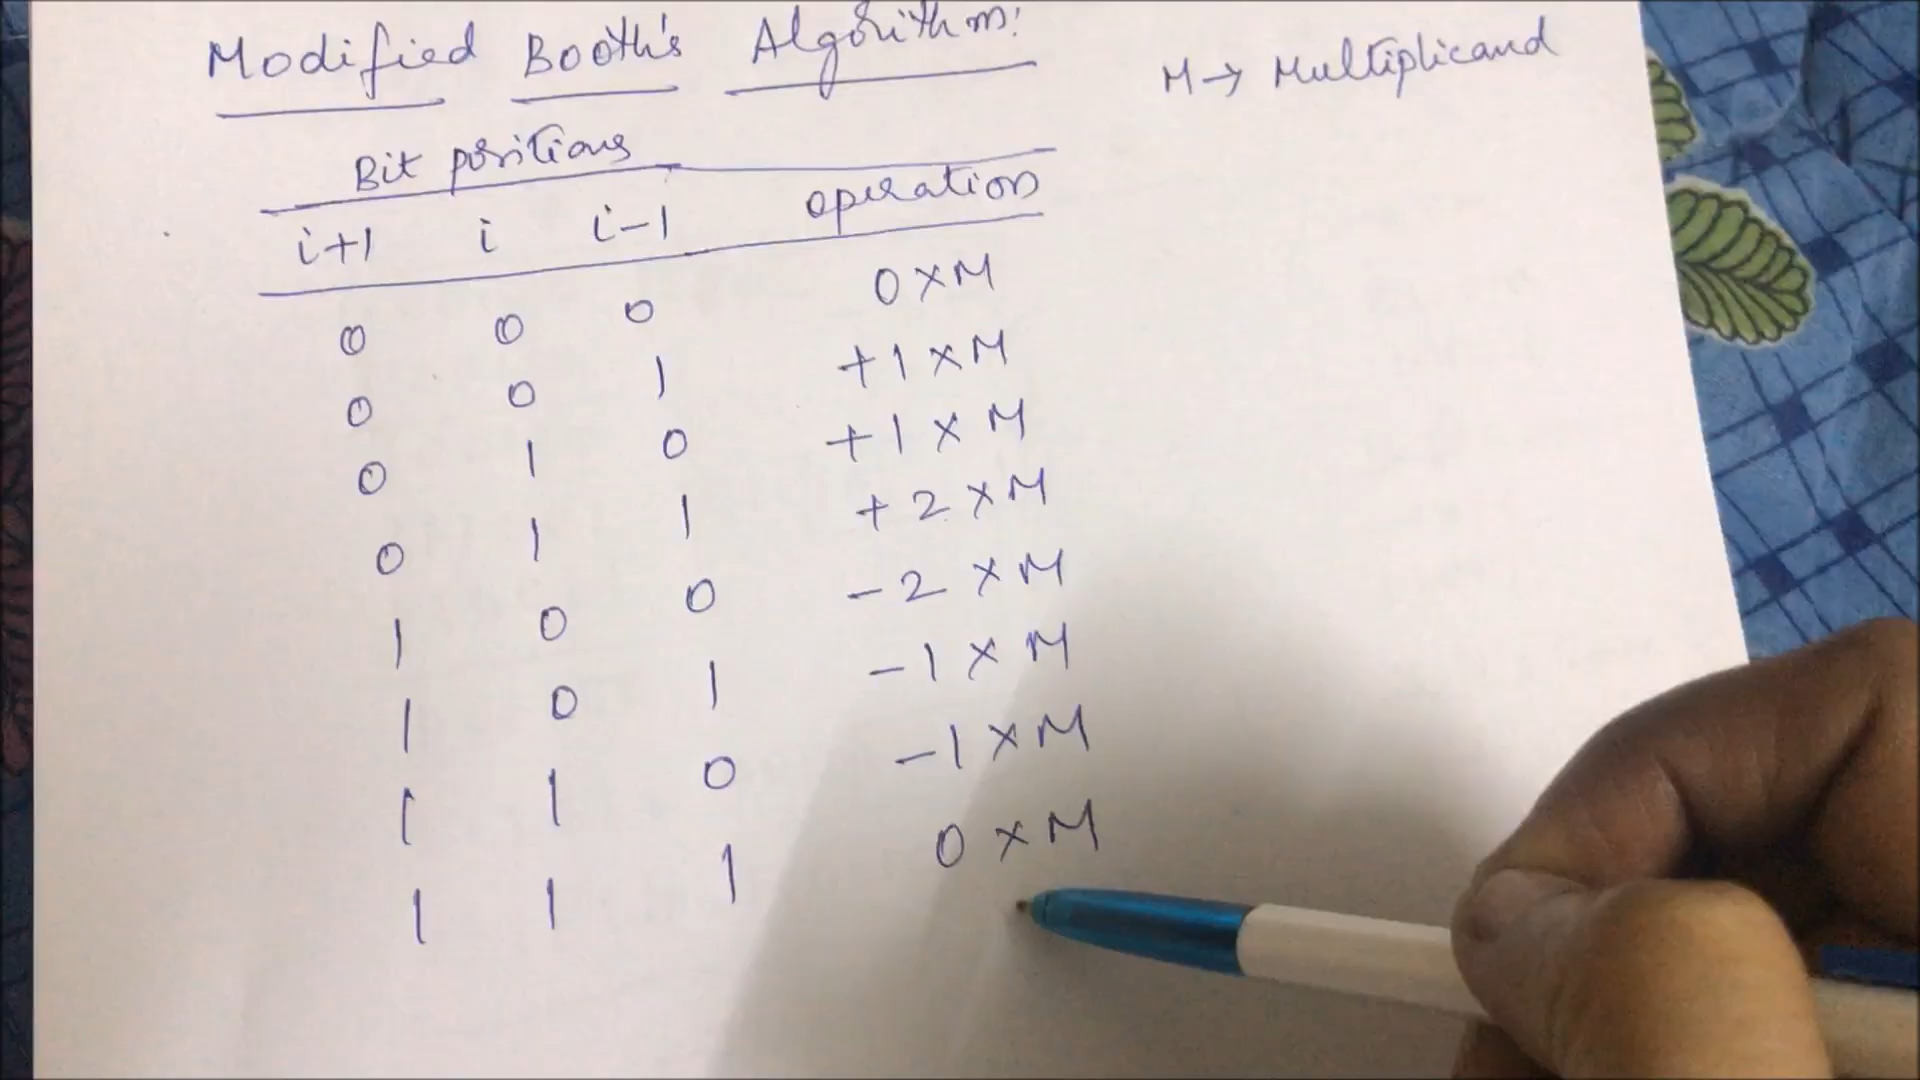 Modified Booth's Algorithm:
M → Multiplicand
Bit positions
i+1 i i-1 operation
0 0 0 0 × M
0 0 1 +1 × M
0 1 0 +1 × M
0 1 1 +2 × M
1 0 0 -2 × M
1 0 1 -1 × M
1 1 0 -1 × M
1 1 1 0 × M